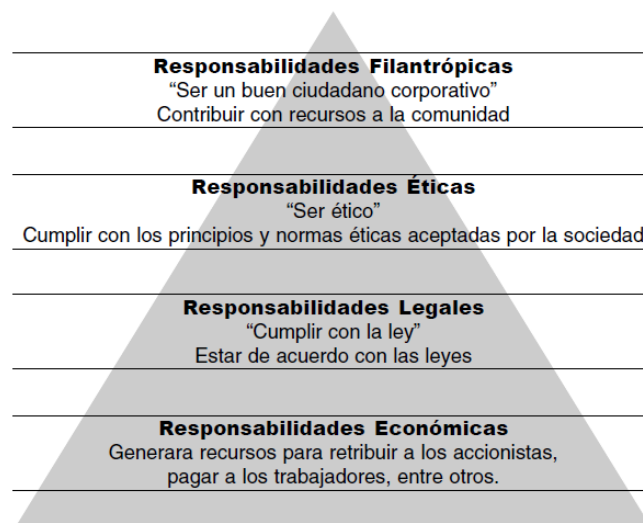 Responsabilidades Filantrópicas
“Ser un buen ciudadano corporativo”
Contribuir con recursos a la comunidad
Responsabilidades Éticas
“Ser ético”
Cumplir con los principios y normas éticas aceptadas por la sociedad
Responsabilidades Legales
“Cumplir con la ley”
Estar de acuerdo con las leyes
Responsabilidades Económicas
Generara recursos para retribuir a los accionistas,
pagar a los trabajadores, entre otros.